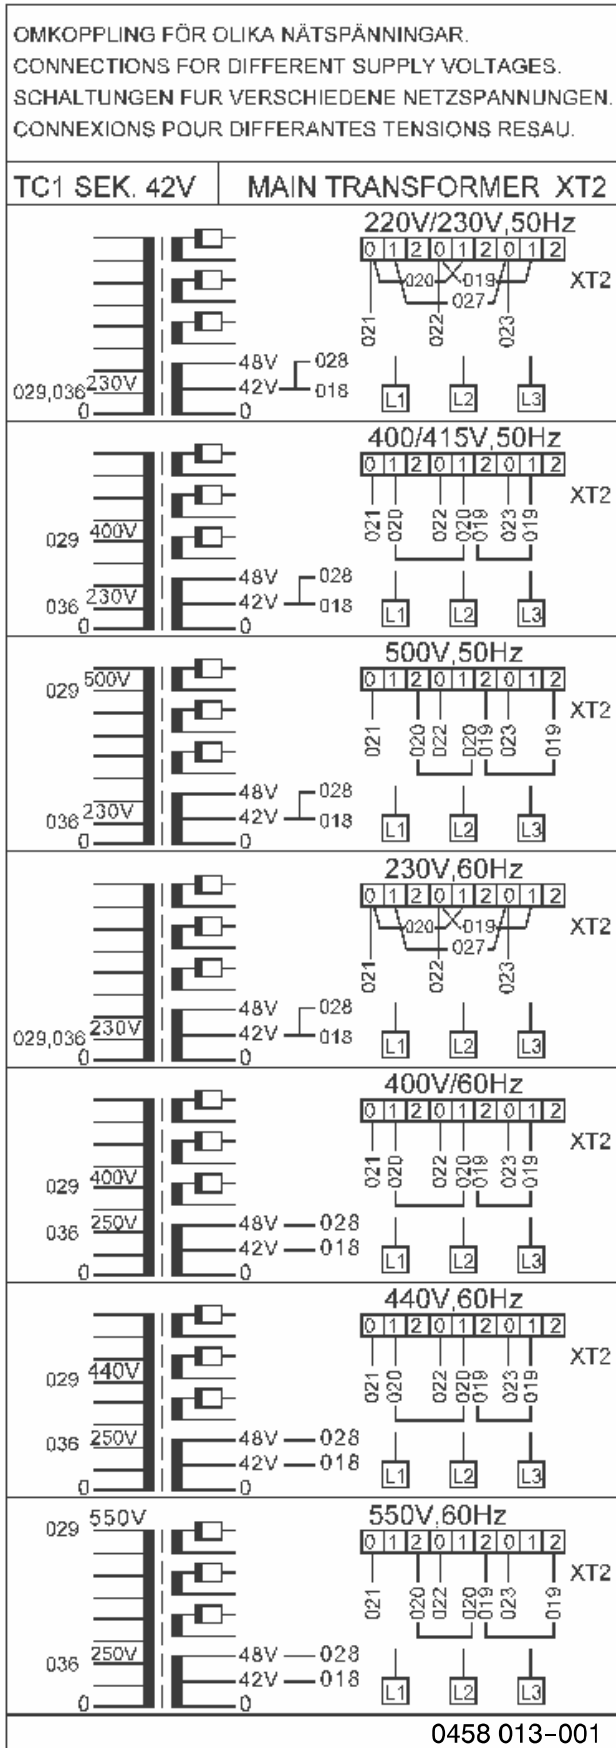 OMKOPPLING FÖR OLIKA NÄTSPÄNNINGAR.
CONNECTIONS FOR DIFFERENT SUPPLY VOLTAGES.
SCHALTUNGEN FUR VERSCHIEDENE NETZSPANNUNGEN.
CONNEXIONS POUR DIFFERANTES TENSIONS RESAU.
TC1 SEK. 42V MAIN TRANSFORMER XT2
220V/230V,50Hz
0 1 2 0 1 2 0 1 2
XT2
020 019
027
021 022 023
48V 028
029,036 230V 42V 018
0 0
L1 L2 L3
400/415V,50Hz
0 1 2 0 1 2 0 1 2
XT2
021 020 022 020 019 023 019
029 400V
48V 028
036 230V 42V 018
0 0
L1 L2 L3
500V,50Hz
0 1 2 0 1 2 0 1 2
029 500V
XT2
021 020 022 020 019 023 019
48V 028
036 230V 42V 018
0 0
L1 L2 L3
230V,60Hz
0 1 2 0 1 2 0 1 2
XT2
020 019
027
021 022 023
48V 028
029,036 230V 42V 018
0 0
L1 L2 L3
400V/60Hz
0 1 2 0 1 2 0 1 2
XT2
021 020 022 020 019 023 019
029 400V
036 250V 48V 028
42V 018
0 0
L1 L2 L3
440V,60Hz
0 1 2 0 1 2 0 1 2
XT2
029 440V
021 020 022 020 019 023 019
036 250V 48V 028
42V 018
0 0
L1 L2 L3
550V,60Hz
029 550V
0 1 2 0 1 2 0 1 2
XT2
021 020 022 020 019 023 019
036 250V 48V 028
42V 018
0 0
L1 L2 L3
0458 013-001